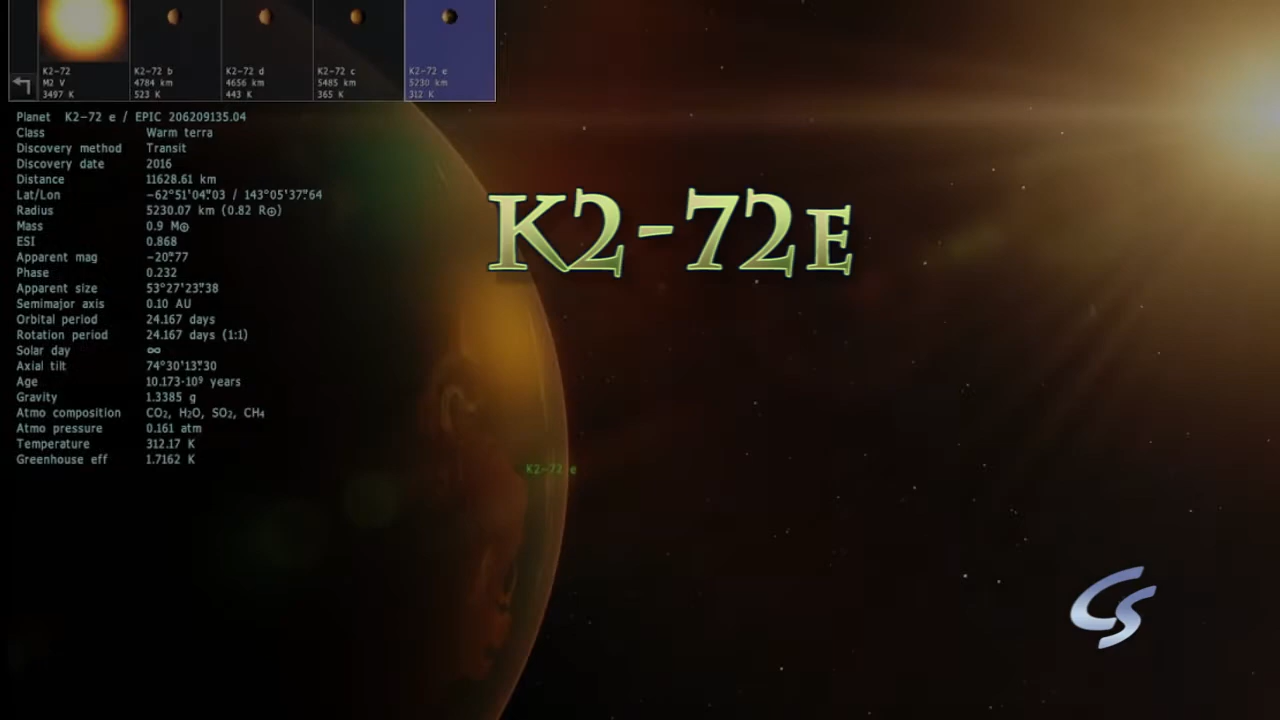 K2-72
M2 V
3497 K
K2-72 b
4784 km
523 K
K2-72 d
4656 km
443 K
K2-72 c
5485 km
365 K
K2-72 e
5230 km
312 K
Planet K2-72 e / EPIC 206209135.04
Class Warm terra
Discovery method Transit
Discovery date 2016
Distance 11628.61 km
Lat/Lon -62°51'04."03 / 143°05'37."64
Radius 5230.07 km (0.82 R⊙)
Mass 0.9 M⊙
ESI 0.868
Apparent mag -20.ᵐ77
Phase 0.232
Apparent size 53°27'23."38
Semimajor axis 0.10 AU
Orbital period 24.167 days
Rotation period 24.167 days (1:1)
Solar day ∞
Axial tilt 74°30'13."30
Age 10.173·10⁹ years
Gravity 1.3385 g
Atmo composition CO₂, H₂O, SO₂, CH₄
Atmo pressure 0.161 atm
Temperature 312.17 K
Greenhouse eff 1.7162 K
K2-72E
K2-72 e
CS